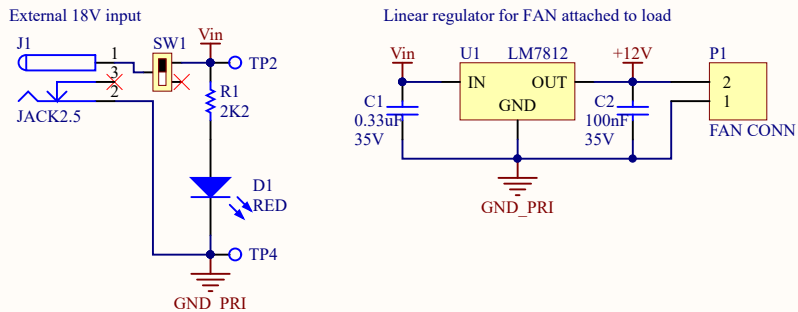 External 18V input
Linear regulator for FAN attached to load
J1
1
3
2
JACK2.5
SW1
Vin
TP2
R1
2K2
D1
RED
TP4
GND_PRI
Vin
U1
LM7812
IN
OUT
GND
C1
0.33uF
35V
+12V
C2
100nF
35V
GND_PRI
P1
2
1
FAN CONN